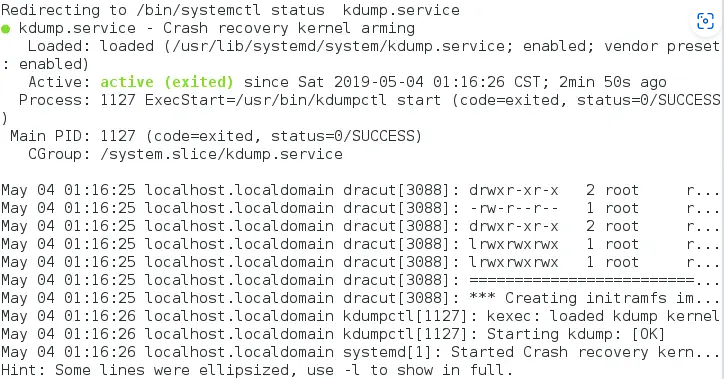 Redirecting to /bin/systemctl status  kdump.service
● kdump.service - Crash recovery kernel arming
   Loaded: loaded (/usr/lib/systemd/system/kdump.service; enabled; vendor preset
: enabled)
   Active: active (exited) since Sat 2019-05-04 01:16:26 CST; 2min 50s ago
  Process: 1127 ExecStart=/usr/bin/kdumpctl start (code=exited, status=0/SUCCESS
)
 Main PID: 1127 (code=exited, status=0/SUCCESS)
   CGroup: /system.slice/kdump.service

May 04 01:16:25 localhost.localdomain dracut[3088]: drwxr-xr-x   2 root     r...
May 04 01:16:25 localhost.localdomain dracut[3088]: -rw-r--r--   1 root     r...
May 04 01:16:25 localhost.localdomain dracut[3088]: drwxr-xr-x   2 root     r...
May 04 01:16:25 localhost.localdomain dracut[3088]: lrwxrwxrwx   1 root     r...
May 04 01:16:25 localhost.localdomain dracut[3088]: lrwxrwxrwx   1 root     r...
May 04 01:16:25 localhost.localdomain dracut[3088]: =========================...
May 04 01:16:25 localhost.localdomain dracut[3088]: *** Creating initramfs im...
May 04 01:16:26 localhost.localdomain kdumpctl[1127]: kexec: loaded kdump kernel
May 04 01:16:26 localhost.localdomain kdumpctl[1127]: Starting kdump: [OK]
May 04 01:16:26 localhost.localdomain systemd[1]: Started Crash recovery kern...
Hint: Some lines were ellipsized, use -l to show in full.